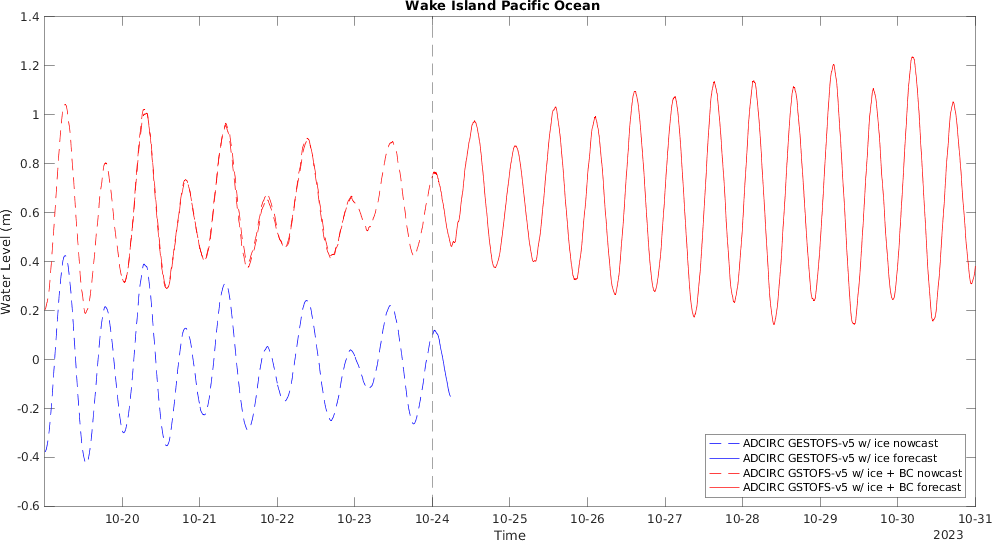 Wake Island Pacific Ocean
1.4
1.2
1
0.8
0.6
0.4
0.2
0
-0.2
-0.4
-0.6
Water Level (m)
ADCIRC GESTOFS-v5 w/ ice nowcast
ADCIRC GESTOFS-v5 w/ ice forecast
ADCIRC GSTOFS-v5 w/ ice + BC nowcast
ADCIRC GSTOFS-v5 w/ ice + BC forecast
10-20 10-21 10-22 10-23 10-24 10-25 10-26 10-27 10-28 10-29 10-30 10-31
Time
2023